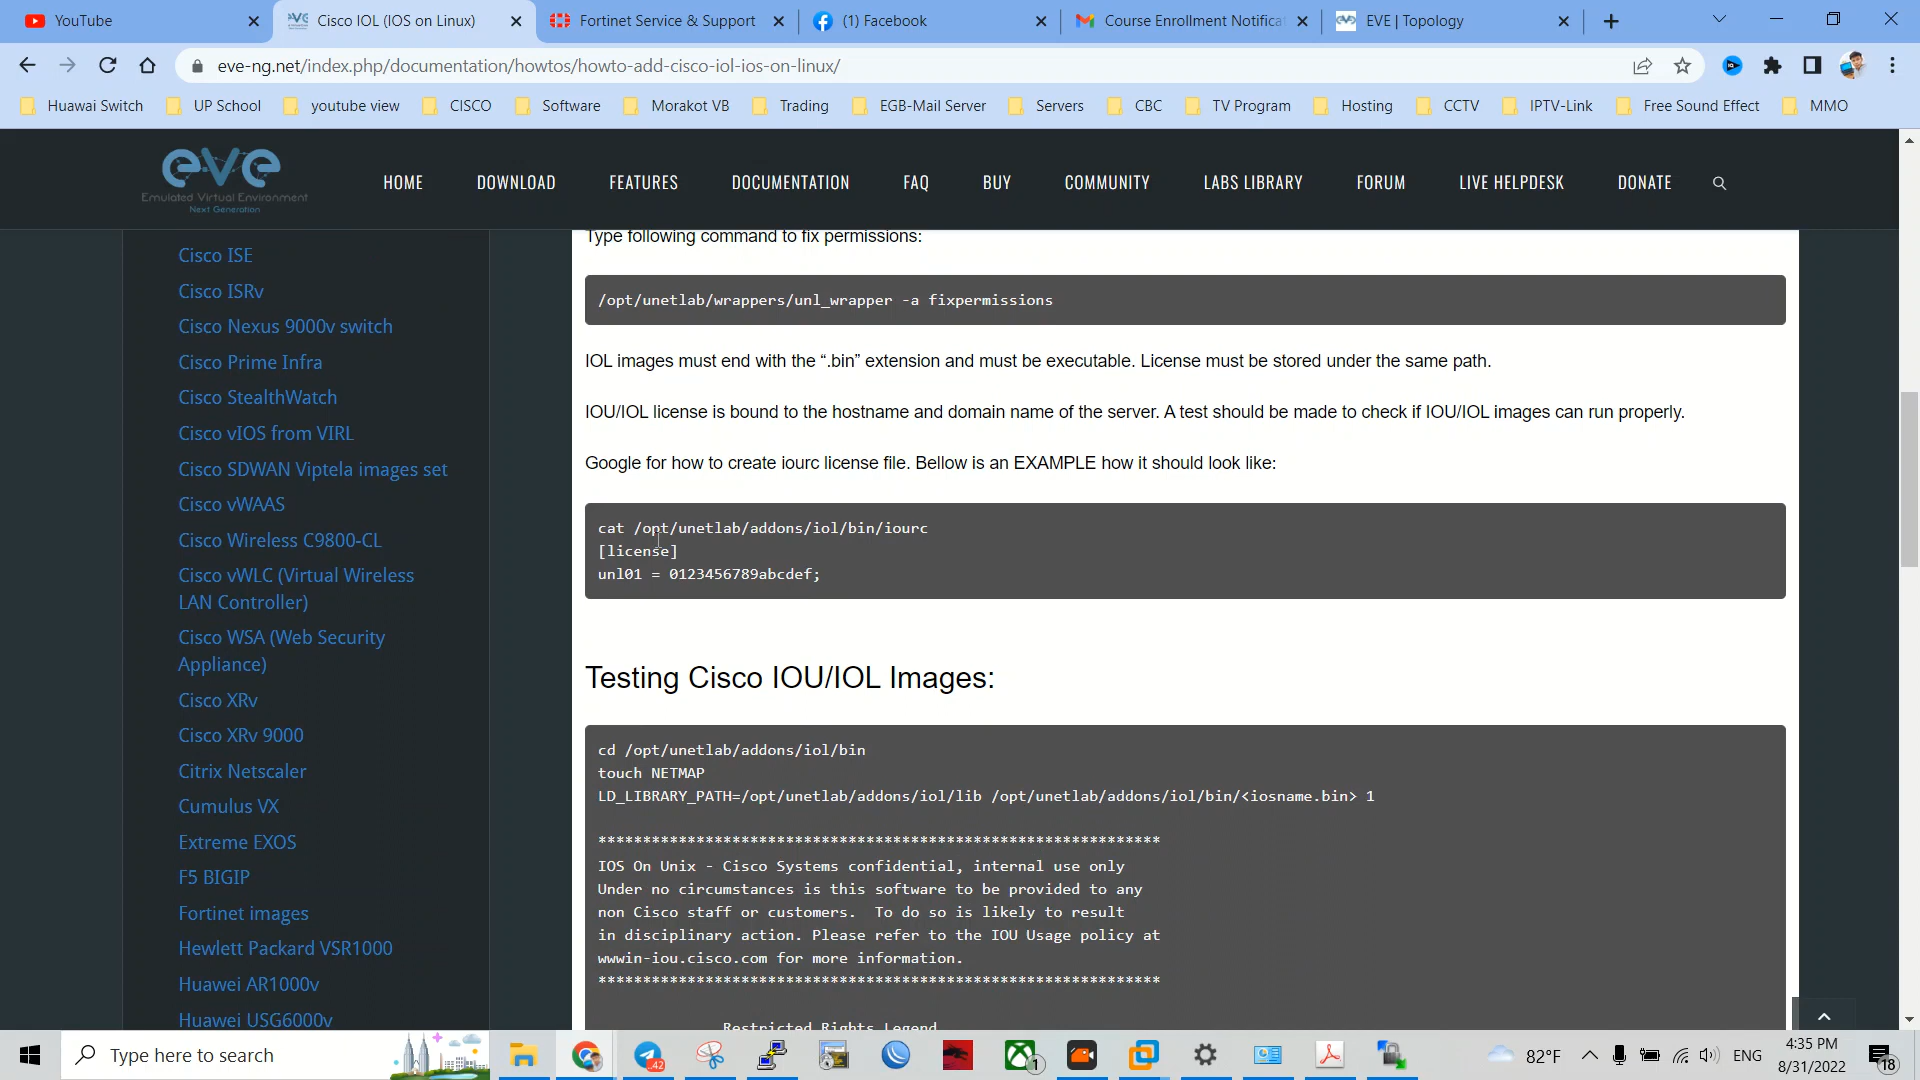 YouTube
Cisco IOL (IOS on Linux)
Fortinet Service & Support
(1) Facebook
Course Enrollment Notifica
EVE | Topology
eve-ng.net/index.php/documentation/howtos/howto-add-cisco-iol-ios-on-linux/
Huawai Switch
UP School
youtube view
CISCO
Software
Morakot VB
Trading
EGB-Mail Server
Servers
CBC
TV Program
Hosting
CCTV
IPTV-Link
Free Sound Effect
MMO
eve
Emulated Virtual Environment
Next Generation
HOME
DOWNLOAD
FEATURES
DOCUMENTATION
FAQ
BUY
COMMUNITY
LABS LIBRARY
FORUM
LIVE HELPDESK
DONATE
Cisco ISE
Cisco ISRv
Cisco Nexus 9000v switch
Cisco Prime Infra
Cisco StealthWatch
Cisco vIOS from VIRL
Cisco SDWAN Viptela images set
Cisco vWAAS
Cisco Wireless C9800-CL
Cisco vWLC (Virtual Wireless
LAN Controller)
Cisco WSA (Web Security
Appliance)
Cisco XRv
Cisco XRv 9000
Citrix Netscaler
Cumulus VX
Extreme EXOS
F5 BIGIP
Fortinet images
Hewlett Packard VSR1000
Huawei AR1000v
Huawei USG6000v
Type following command to fix permissions:
/opt/unetlab/wrappers/unl_wrapper -a fixpermissions
IOL images must end with the “.bin” extension and must be executable. License must be stored under the same path.
IOU/IOL license is bound to the hostname and domain name of the server. A test should be made to check if IOU/IOL images can run properly.
Google for how to create iourc license file. Bellow is an EXAMPLE how it should look like:
cat /opt/unetlab/addons/iol/bin/iourc
[license]
unl01 = 0123456789abcdef;
Testing Cisco IOU/IOL Images:
cd /opt/unetlab/addons/iol/bin
touch NETMAP
LD_LIBRARY_PATH=/opt/unetlab/addons/iol/lib /opt/unetlab/addons/iol/bin/<iosname.bin> 1
***************************************************************
IOS On Unix - Cisco Systems confidential, internal use only
Under no circumstances is this software to be provided to any
non Cisco staff or customers.  To do so is likely to result
in disciplinary action. Please refer to the IOU Usage policy at
wwwin-iou.cisco.com for more information.
***************************************************************
Restricted Rights Legend
Type here to search
42
1
82°F
ENG
4:35 PM
8/31/2022
18